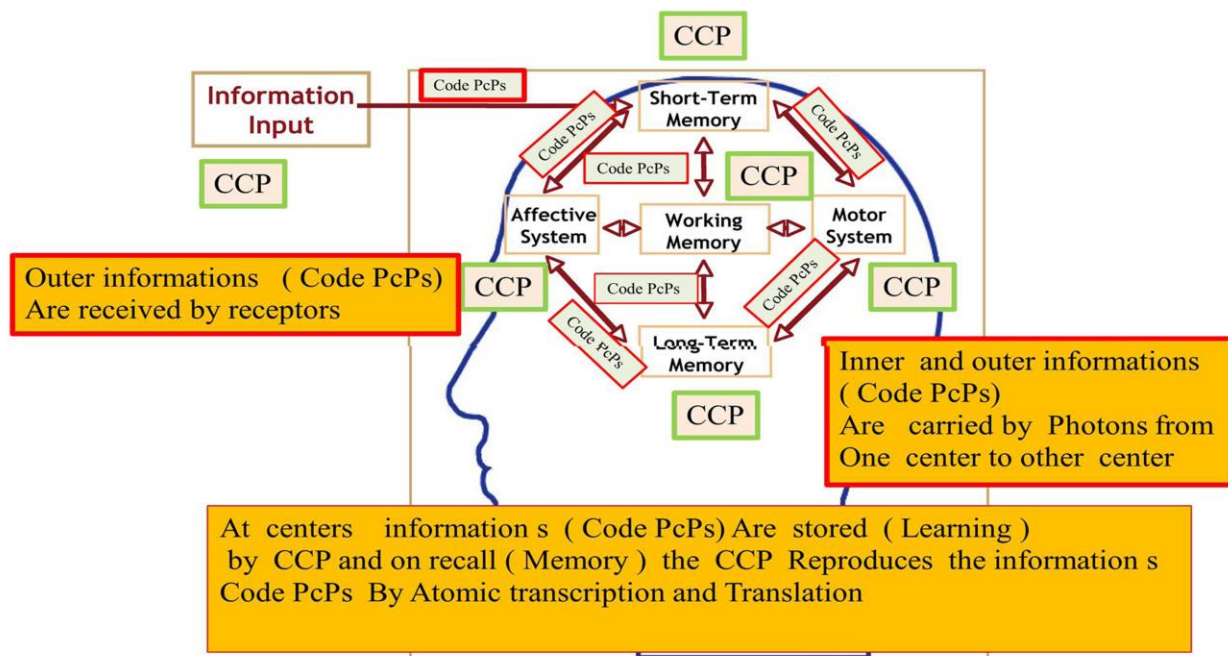 CCP
Code PcPs
Information
Input
Short-Term
Memory
Code PcPs
Code PcPs
Code PcPs
CCP
CCP
Affective
System
Working
Memory
Motor
System
Outer informations ( Code PcPs)
Are received by receptors
CCP
Code PcPs
Code PcPs
CCP
Code PcPs
Long-Term
Memory
CCP
Inner and outer informations
( Code PcPs)
Are carried by Photons from
One center to other center
At centers information s ( Code PcPs) Are stored ( Learning )
by CCP and on recall ( Memory ) the CCP Reproduces the information s
Code PcPs By Atomic transcription and Translation